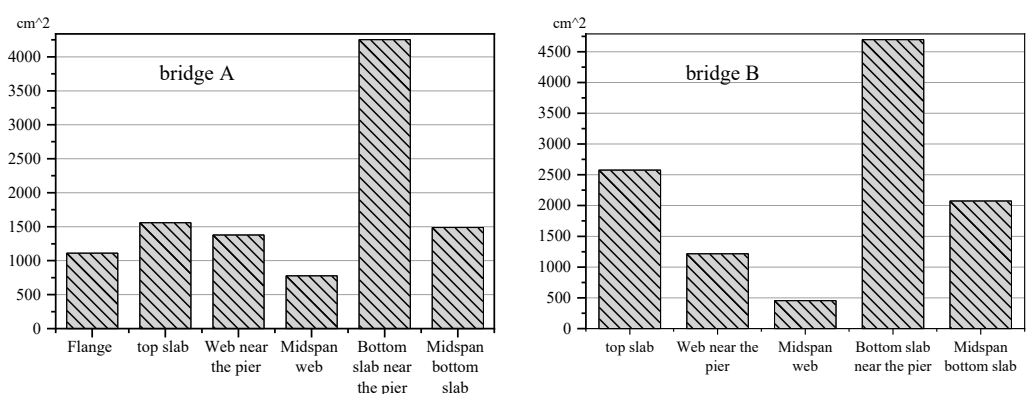 cm^2
bridge A
4000
3500
3000
2500
2000
1500
1000
500
0
Flange
top slab
Web near
the pier
Midspan
web
Bottom
slab near
the pier
Midspan
bottom
slab
cm^2
bridge B
4500
4000
3500
3000
2500
2000
1500
1000
500
0
top slab
Web near the
pier
Midspan
web
Bottom slab
near the pier
Midspan
bottom slab